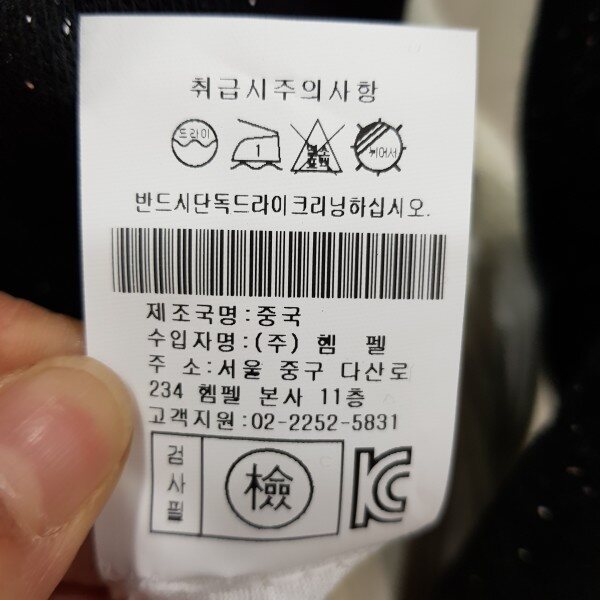 취급시주의사항
드라이 1 염소표백 뉘어서
반드시단독드라이크리닝하십시오.
제조국명:중국
수입자명:(주) 헴 펠
주 소:서울 중구 다산로
234 헴펠 본사 11층
고객지원:02-2252-5831
검사필 檢 KC